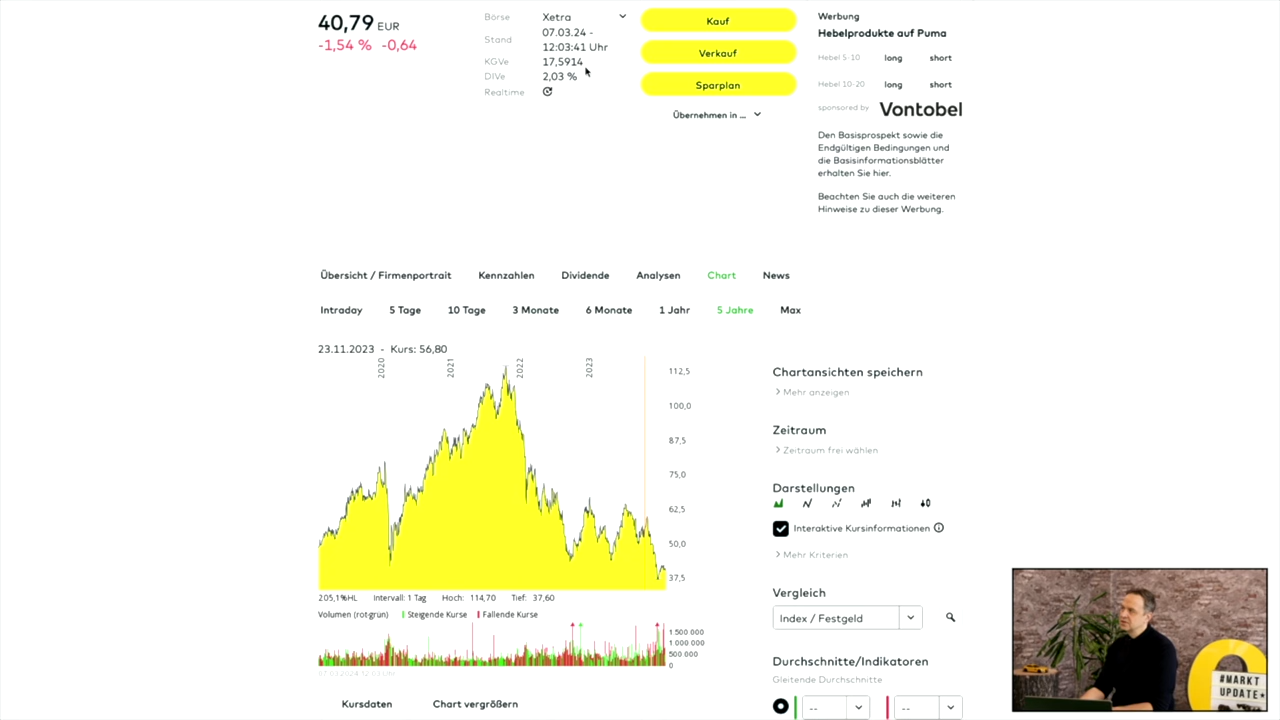 40,79 EUR
-1,54 % -0,64
Börse Xetra
Stand 07.03.24 -
12:03:41 Uhr
KGVe 17,5914
DIVe 2,03 %
Realtime
Kauf
Verkauf
Sparplan
Übernehmen in ...
Werbung
Hebelprodukte auf Puma
Hebel 5-10 long short
Hebel 10-20 long short
sponsored by Vontobel
Den Basisprospekt sowie die
Endgültigen Bedingungen und
die Basisinformationsblätter
erhalten Sie hier.
Beachten Sie auch die weiteren
Hinweise zu dieser Werbung.
Übersicht / Firmenportrait Kennzahlen Dividende Analysen Chart News
Intraday 5 Tage 10 Tage 3 Monate 6 Monate 1 Jahr 5 Jahre Max
23.11.2023 - Kurs: 56,80
2020 2021 2022 2023
112,5
100,0
87,5
75,0
62,5
50,0
37,5
205,1%HL Intervall: 1 Tag Hoch: 114,70 Tief: 37,60
Volumen (rot-grün) Steigende Kurse Fallende Kurse
1 500 000
1 000 000
500 000
0
07.03.2024 12:03 Uhr
Kursdaten Chart vergrößern
Chartansichten speichern
Mehr anzeigen
Zeitraum
Zeitraum frei wählen
Darstellungen
Interaktive Kursinformationen
Mehr Kriterien
Vergleich
Index / Festgeld
Durchschnitte/Indikatoren
Gleitende Durchschnitte
-- --
#MARKT
UPDATE